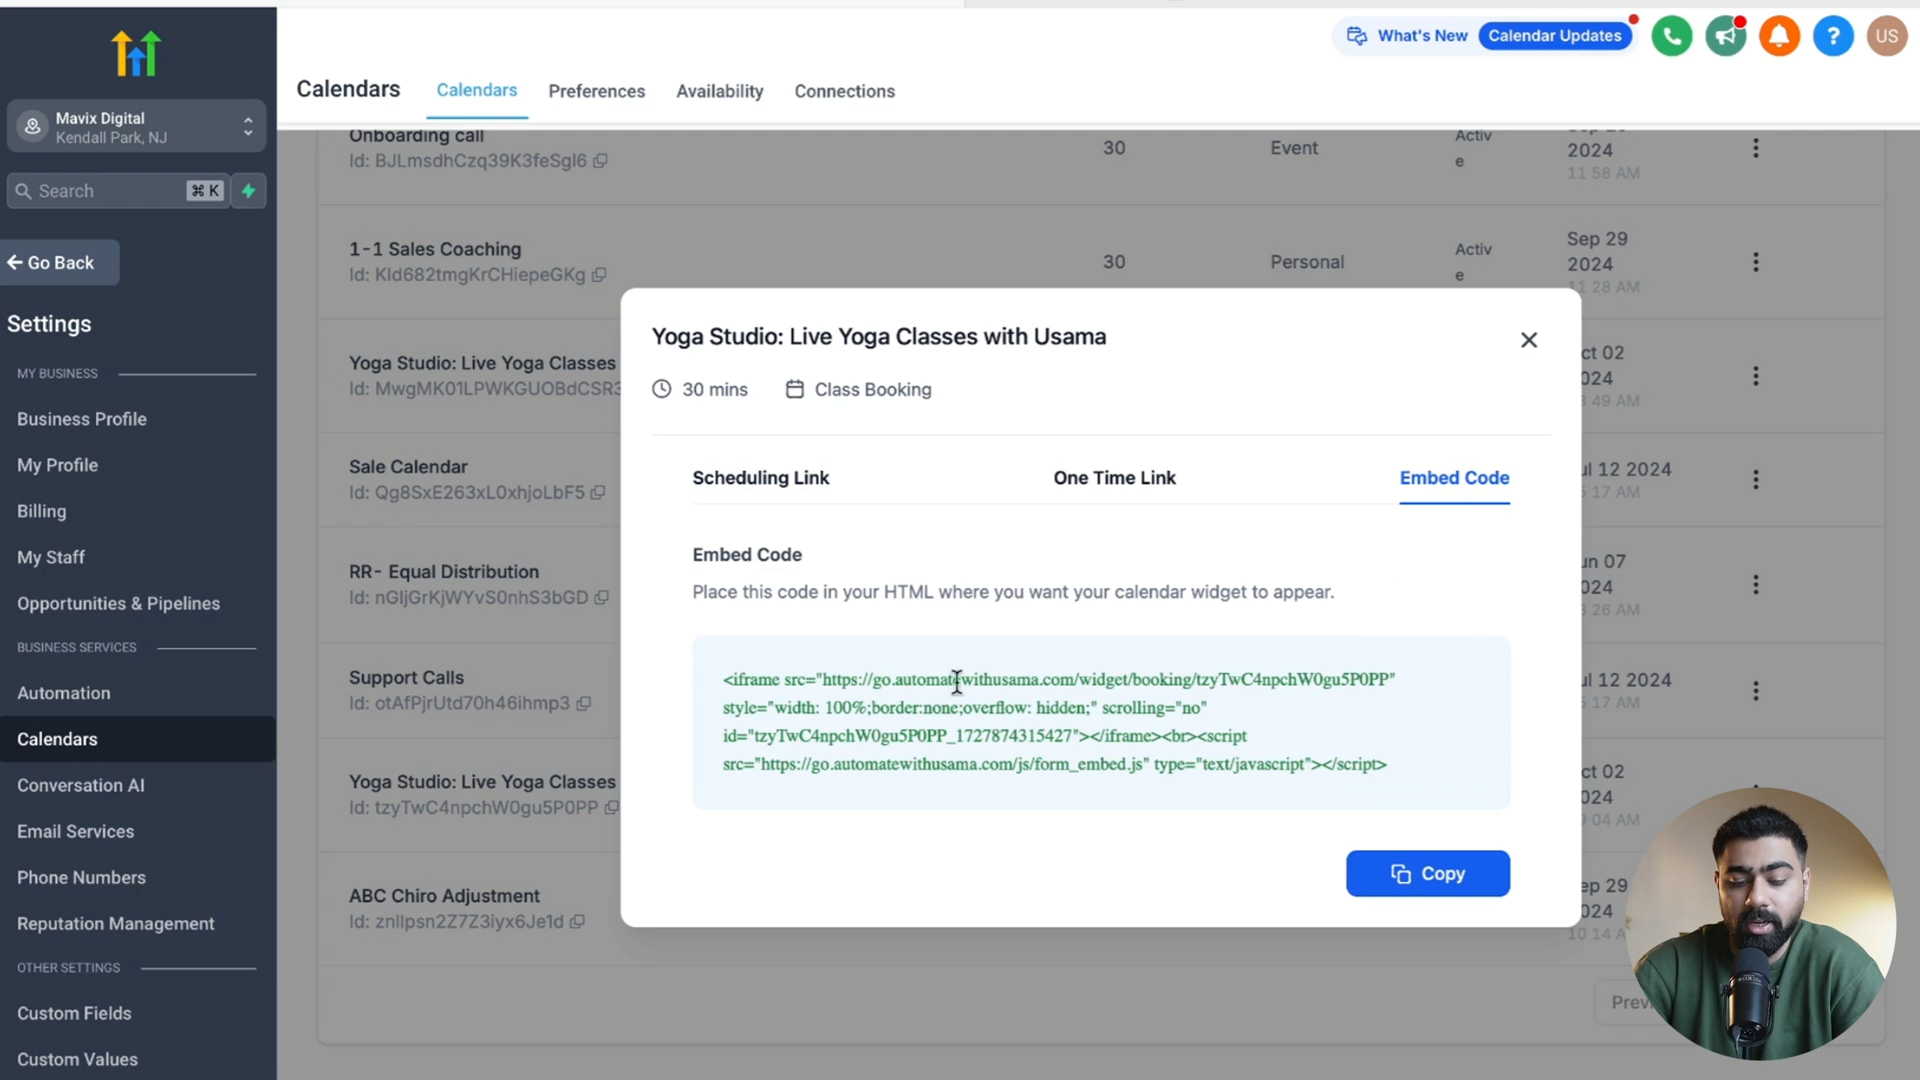 What's New
Calendar Updates
US
Calendars
Calendars
Preferences
Availability
Connections
Mavix Digital
Kendall Park, NJ
Search
⌘ K
Go Back
Settings
MY BUSINESS
Business Profile
My Profile
Billing
My Staff
Opportunities & Pipelines
BUSINESS SERVICES
Automation
Calendars
Conversation AI
Email Services
Phone Numbers
Reputation Management
OTHER SETTINGS
Custom Fields
Custom Values
Onboarding call
Id: BJLmsdhCzq39K3feSgl6
30
Event
Activ
e
2024
11 58 AM
1-1 Sales Coaching
Id: KId682tmgKrCHiepeGKg
30
Personal
Activ
e
Sep 29
2024
11 28 AM
Yoga Studio: Live Yoga Classes
Id: MwgMK01LPWKGUOBdCSR3
ct 02
024
49 AM
Sale Calendar
Id: Qg8SxE263xL0xhjoLbF5
ul 12 2024
17 AM
RR- Equal Distribution
Id: nGIjGrKjWYvS0nhS3bGD
un 07
024
26 AM
Support Calls
Id: otAfPjrUtd70h46ihmp3
ul 12 2024
17 AM
Yoga Studio: Live Yoga Classes
Id: tzyTwC4npchW0gu5P0PP
ct 02
024
04 AM
ABC Chiro Adjustment
Id: znllpsn2Z7Z3iyx6Je1d
ep 29
024
10 14 A
Previ
Yoga Studio: Live Yoga Classes with Usama
30 mins
Class Booking
Scheduling Link
One Time Link
Embed Code
Embed Code
Place this code in your HTML where you want your calendar widget to appear.
<iframe src="https://go.automatewithusama.com/widget/booking/tzyTwC4npchW0gu5P0PP"
style="width: 100%;border:none;overflow: hidden;" scrolling="no"
id="tzyTwC4npchW0gu5P0PP_1727874315427"></iframe><br><script
src="https://go.automatewithusama.com/js/form_embed.js" type="text/javascript"></script>
Copy